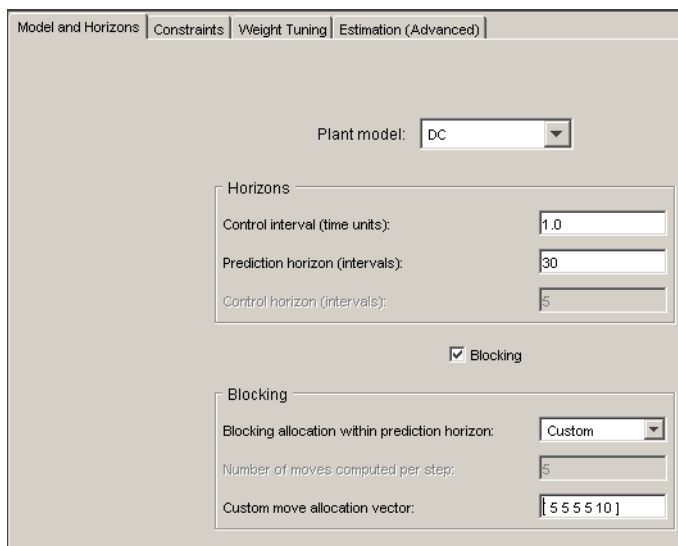 Model and Horizons Constraints Weight Tuning Estimation (Advanced)
Plant model: DC
Horizons
Control interval (time units): 1.0
Prediction horizon (intervals): 30
Control horizon (intervals): 5
Blocking
Blocking
Blocking allocation within prediction horizon: Custom
Number of moves computed per step: 5
Custom move allocation vector: [ 5 5 5 5 10 ]